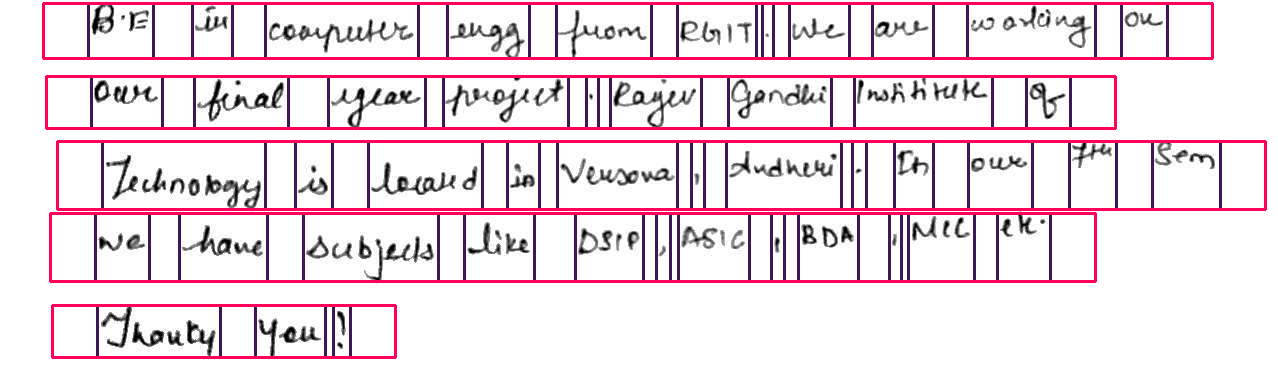 B.E in computer engg from RGIT. We are working on
our final year project. Rajiv Gandhi Institute of
Technology is located in Versova, Andheri. In our 7th Sem
we have subjects like DSIP, ASIC, BDA, MCC etc.
Thank you!